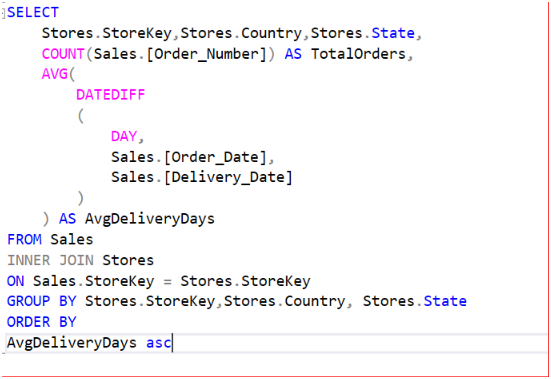 SELECT
Stores.StoreKey,Stores.Country,Stores.State,
COUNT(Sales.[Order_Number]) AS TotalOrders,
AVG(
DATEDIFF
(
DAY,
Sales.[Order_Date],
Sales.[Delivery_Date]
)
) AS AvgDeliveryDays
FROM Sales
INNER JOIN Stores
ON Sales.StoreKey = Stores.StoreKey
GROUP BY Stores.StoreKey,Stores.Country, Stores.State
ORDER BY
AvgDeliveryDays asc